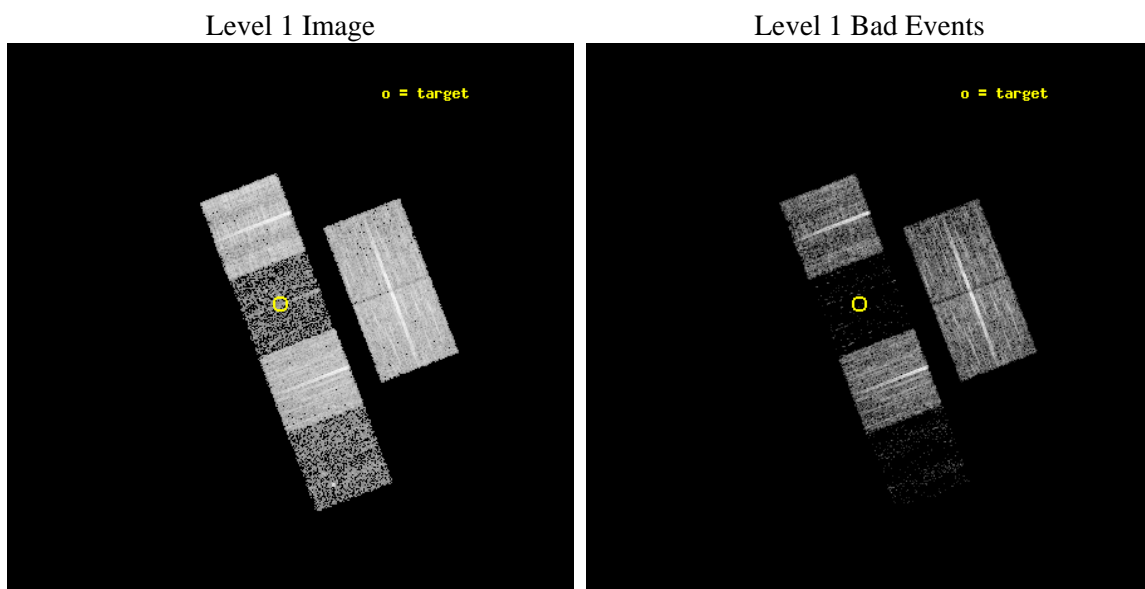 Level 1 Image
Level 1 Bad Events
o = target
o = target